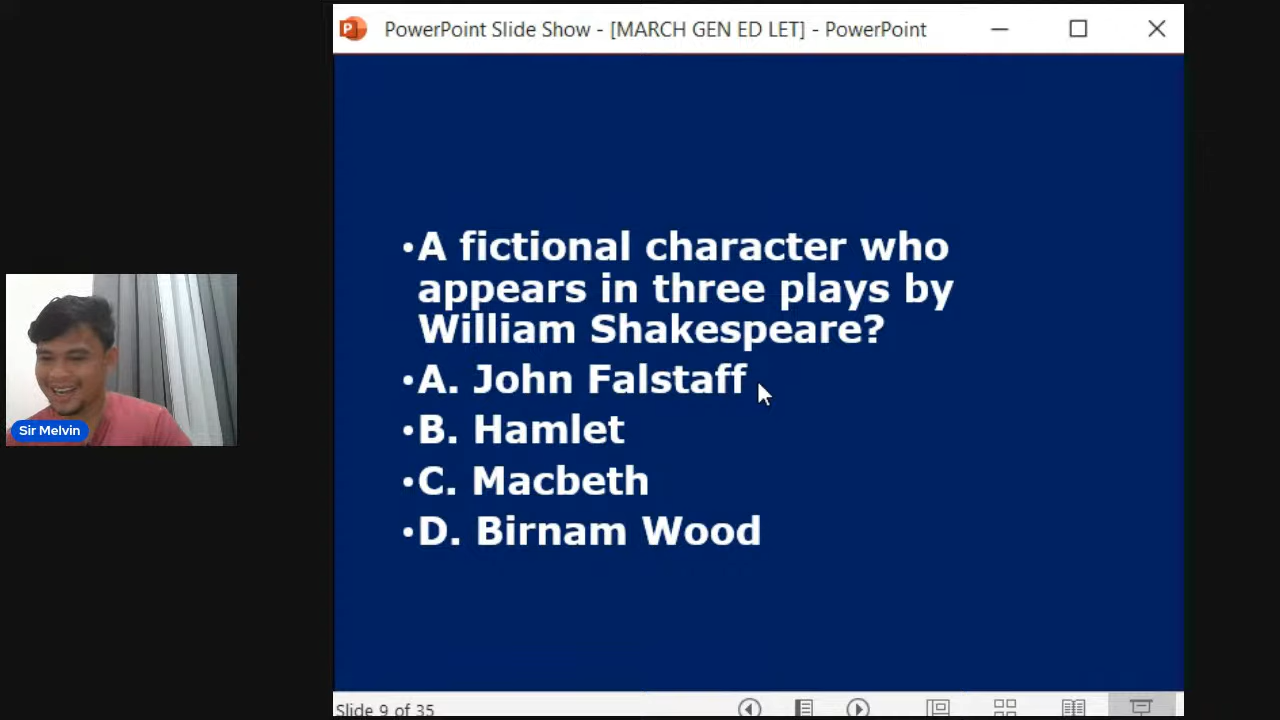 PowerPoint Slide Show - [MARCH GEN ED LET] - PowerPoint
•A fictional character who
appears in three plays by
William Shakespeare?
•A. John Falstaff
•B. Hamlet
•C. Macbeth
•D. Birnam Wood
Sir Melvin
Slide 9 of 35